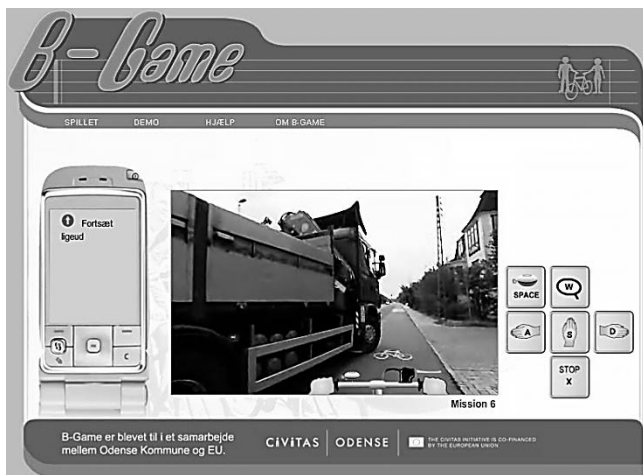 B-Game
SPILLET DEMO HJÆLP OM B-GAME
Fortsæt
ligeud
SPACE
W
A
S
D
STOP
X
Mission 6
B-Game er blevet til i et samarbejde
mellem Odense Kommune og EU.
CiViTAS ODENSE
THE CIVITAS INITIATIVE IS CO-FINANCED
BY THE EUROPEAN UNION
C